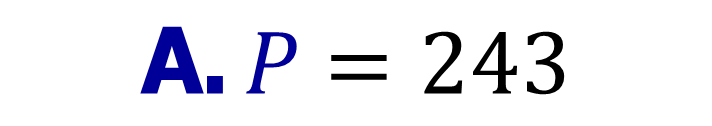 A. P = 243